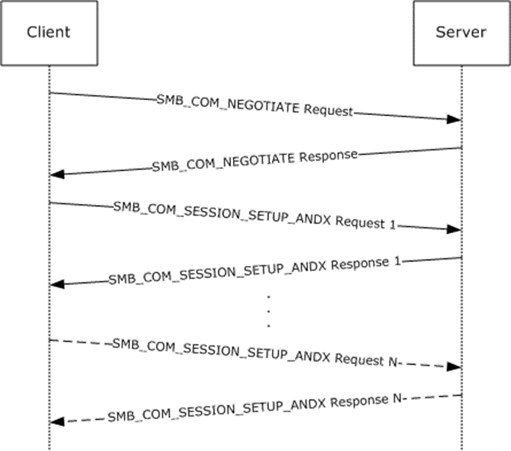 Client
Server
SMB_COM_NEGOTIATE Request
SMB_COM_NEGOTIATE Response
SMB_COM_SESSION_SETUP_ANDX Request 1
SMB_COM_SESSION_SETUP_ANDX Response 1
.
.
.
SMB_COM_SESSION_SETUP_ANDX Request N
SMB_COM_SESSION_SETUP_ANDX Response N